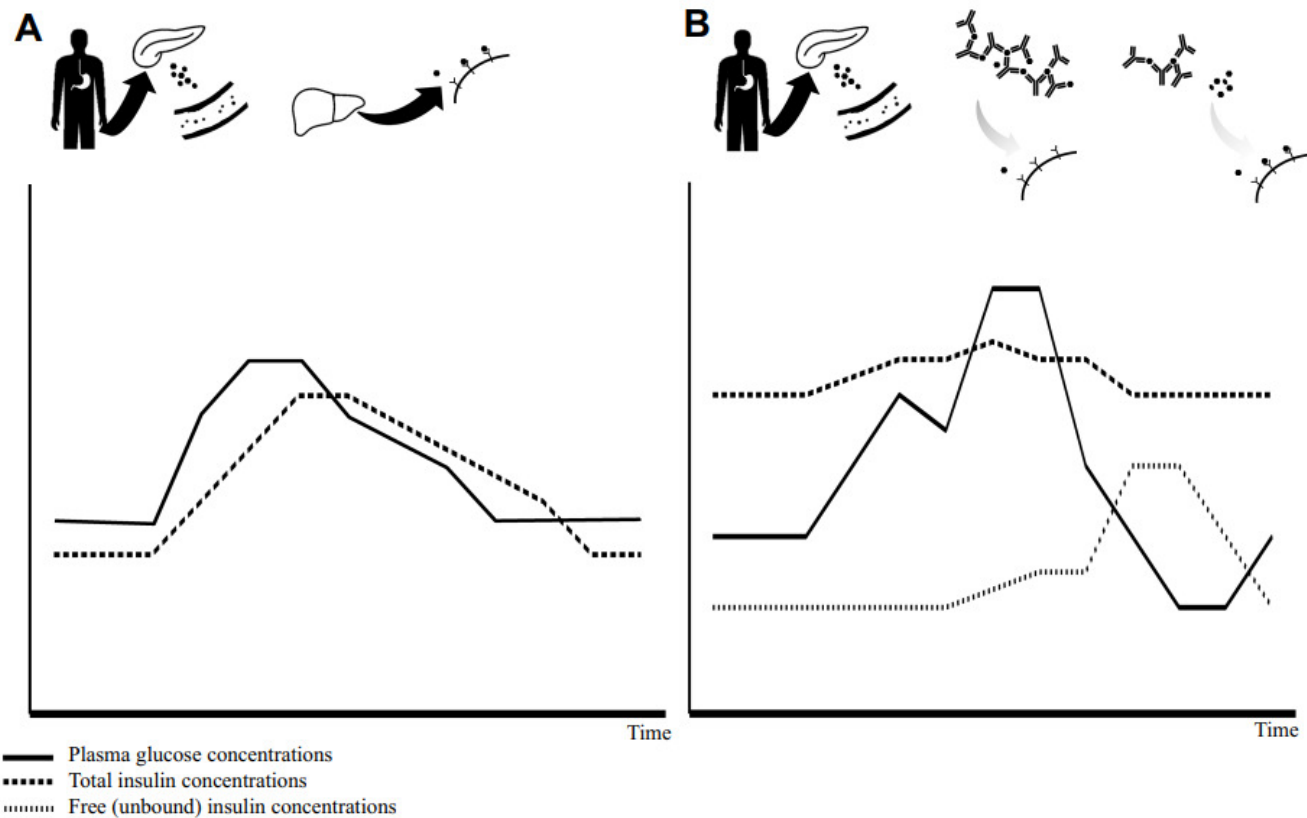 A
B
Time
Time
Plasma glucose concentrations
Total insulin concentrations
Free (unbound) insulin concentrations